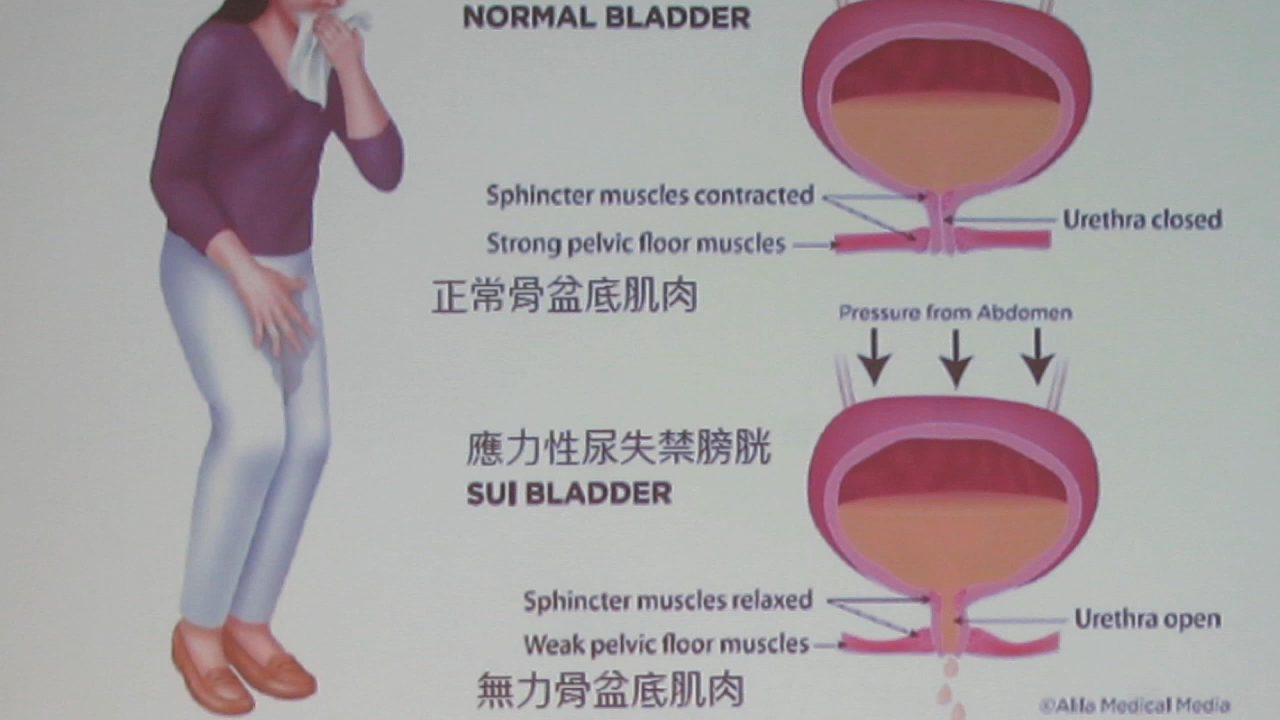 NORMAL BLADDER
Sphincter muscles contracted
Urethra closed
Strong pelvic floor muscles
正常骨盆底肌肉
Pressure from Abdomen
應力性尿失禁膀胱
SUI BLADDER
Sphincter muscles relaxed
Urethra open
Weak pelvic floor muscles
無力骨盆底肌肉
©Alila Medical Media